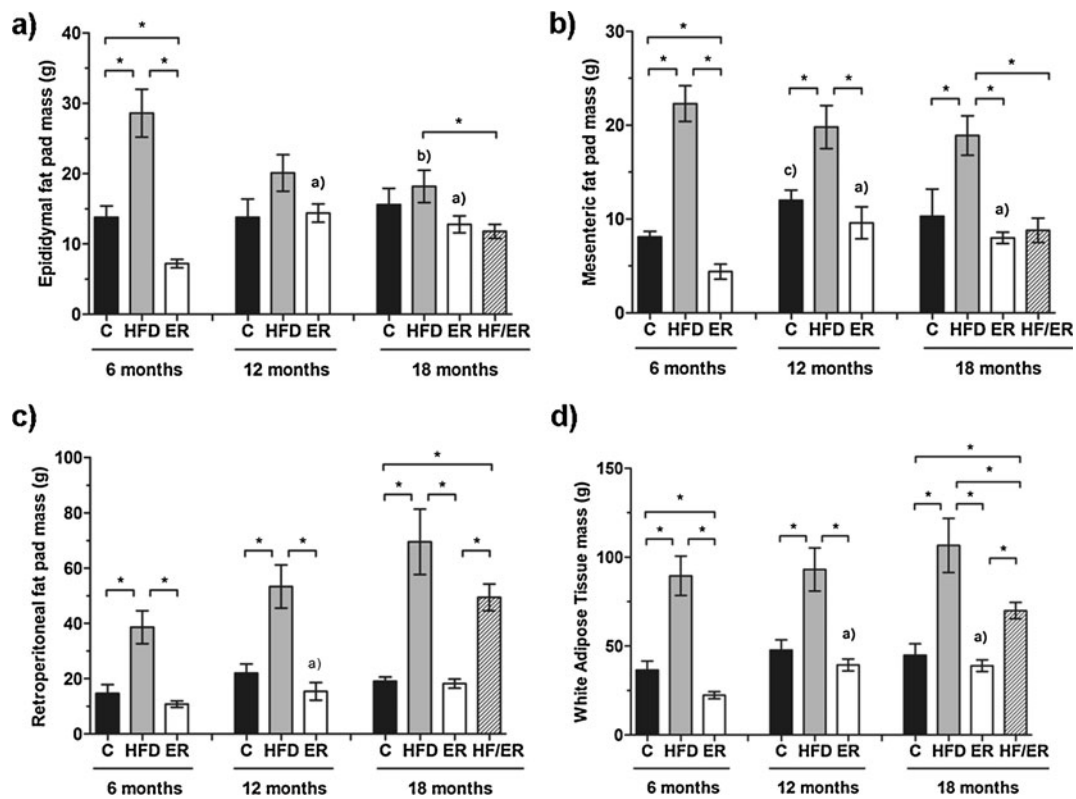 a)
Epididymal fat pad mass (g)
40
30
20
10
0
*
* *
a)
b)
a)
*
C HFD ER C HFD ER C HFD ER HF/ER
6 months 12 months 18 months
b)
Mesenteric fat pad mass (g)
30
20
10
0
*
* *
* *
c)
a)
*
* *
a)
C HFD ER C HFD ER C HFD ER HF/ER
6 months 12 months 18 months
c)
Retroperitoneal fat pad mass (g)
100
80
60
40
20
0
* *
* *
a)
*
* *
*
C HFD ER C HFD ER C HFD ER HF/ER
6 months 12 months 18 months
d)
White Adipose Tissue mass (g)
150
100
50
0
*
* *
* *
a)
*
*
* *
*
a)
C HFD ER C HFD ER C HFD ER HF/ER
6 months 12 months 18 months